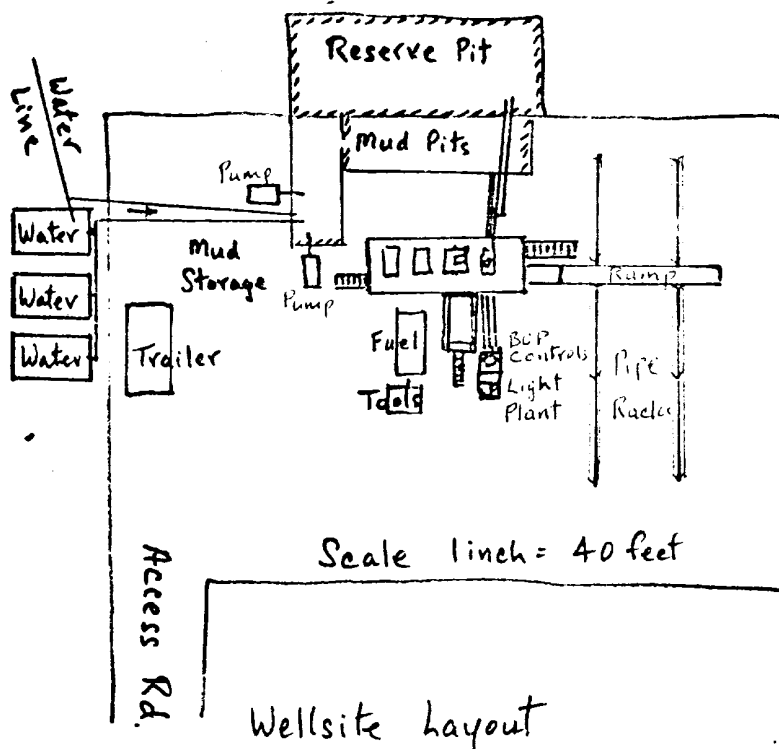 Reserve Pit
Water
Line
Mud Pits
Pump
Water
Mud
Storage
Ramp
Water
Pump
Water
Trailer
Fuel
BOP
Controls
Pipe
Tools
Light
Plant
Racks
Scale 1 inch = 40 feet
Access Rd.
Wellsite Layout